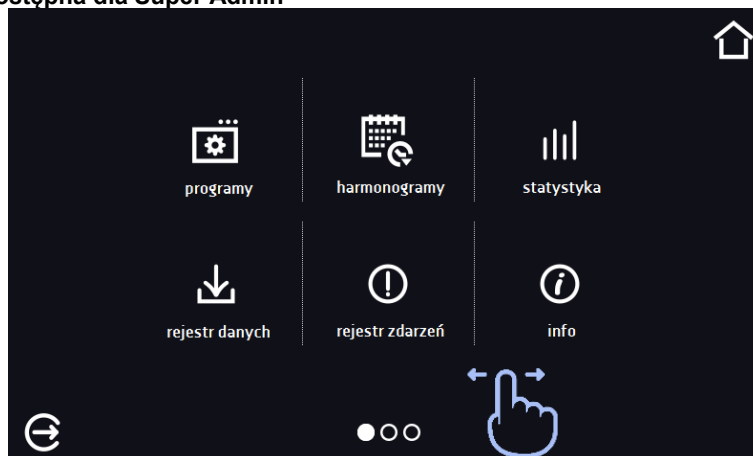 dla Super Admin
programy
harmonogramy
statystyka
rejestr danych
rejestr zdarzeń
info